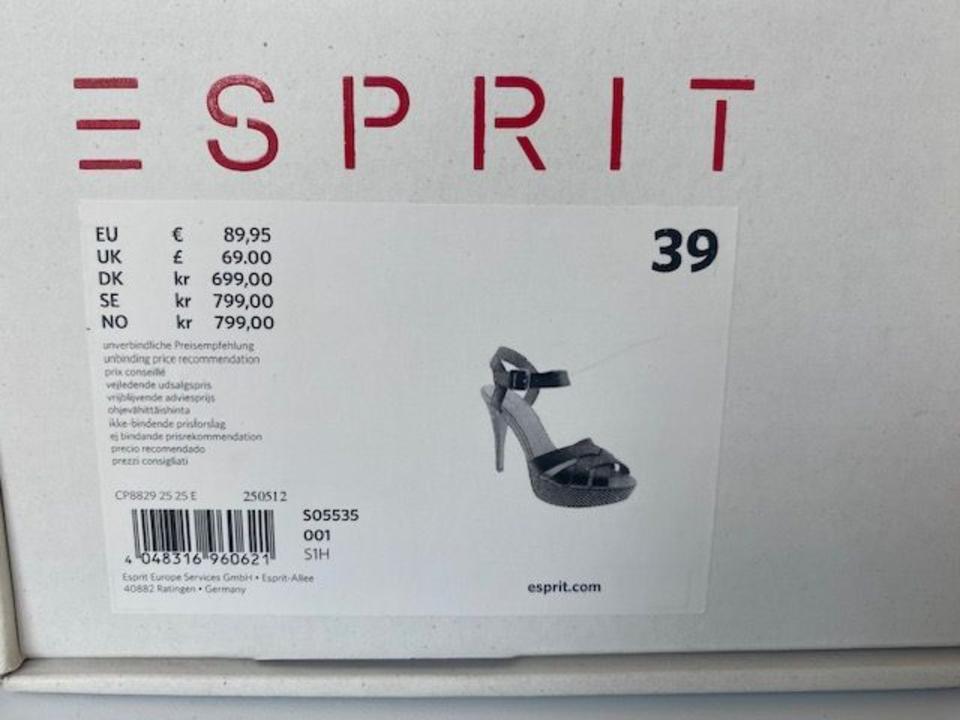 ESPRIT
39
EU € 89,95
UK £ 69.00
DK kr 699,00
SE kr 799,00
NO kr 799,00
unverbindliche Preisempfehlung
unbinding price recommendation
prix conseillé
vejledende udsalgspris
vrijblijvende adviesprijs
ohjevähittäishinta
ikke-bindende prisforslag
ej bindande prisrekommendation
precio recomendado
prezzi consigliati
CP8829 25 25 E 250512
S05535
001
S1H
4 048316 960621
Esprit Europe Services GmbH • Esprit-Allee
40882 Ratingen • Germany
esprit.com